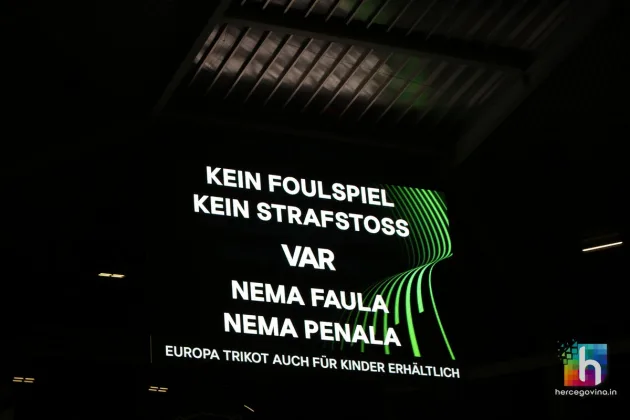 KEIN FOULSPIEL
KEIN STRAFSTOSS
VAR
NEMA FAULA
NEMA PENALA
EUROPA TRIKOT AUCH FÜR KINDER ERHÄLTLICH
h
hercegovina.in